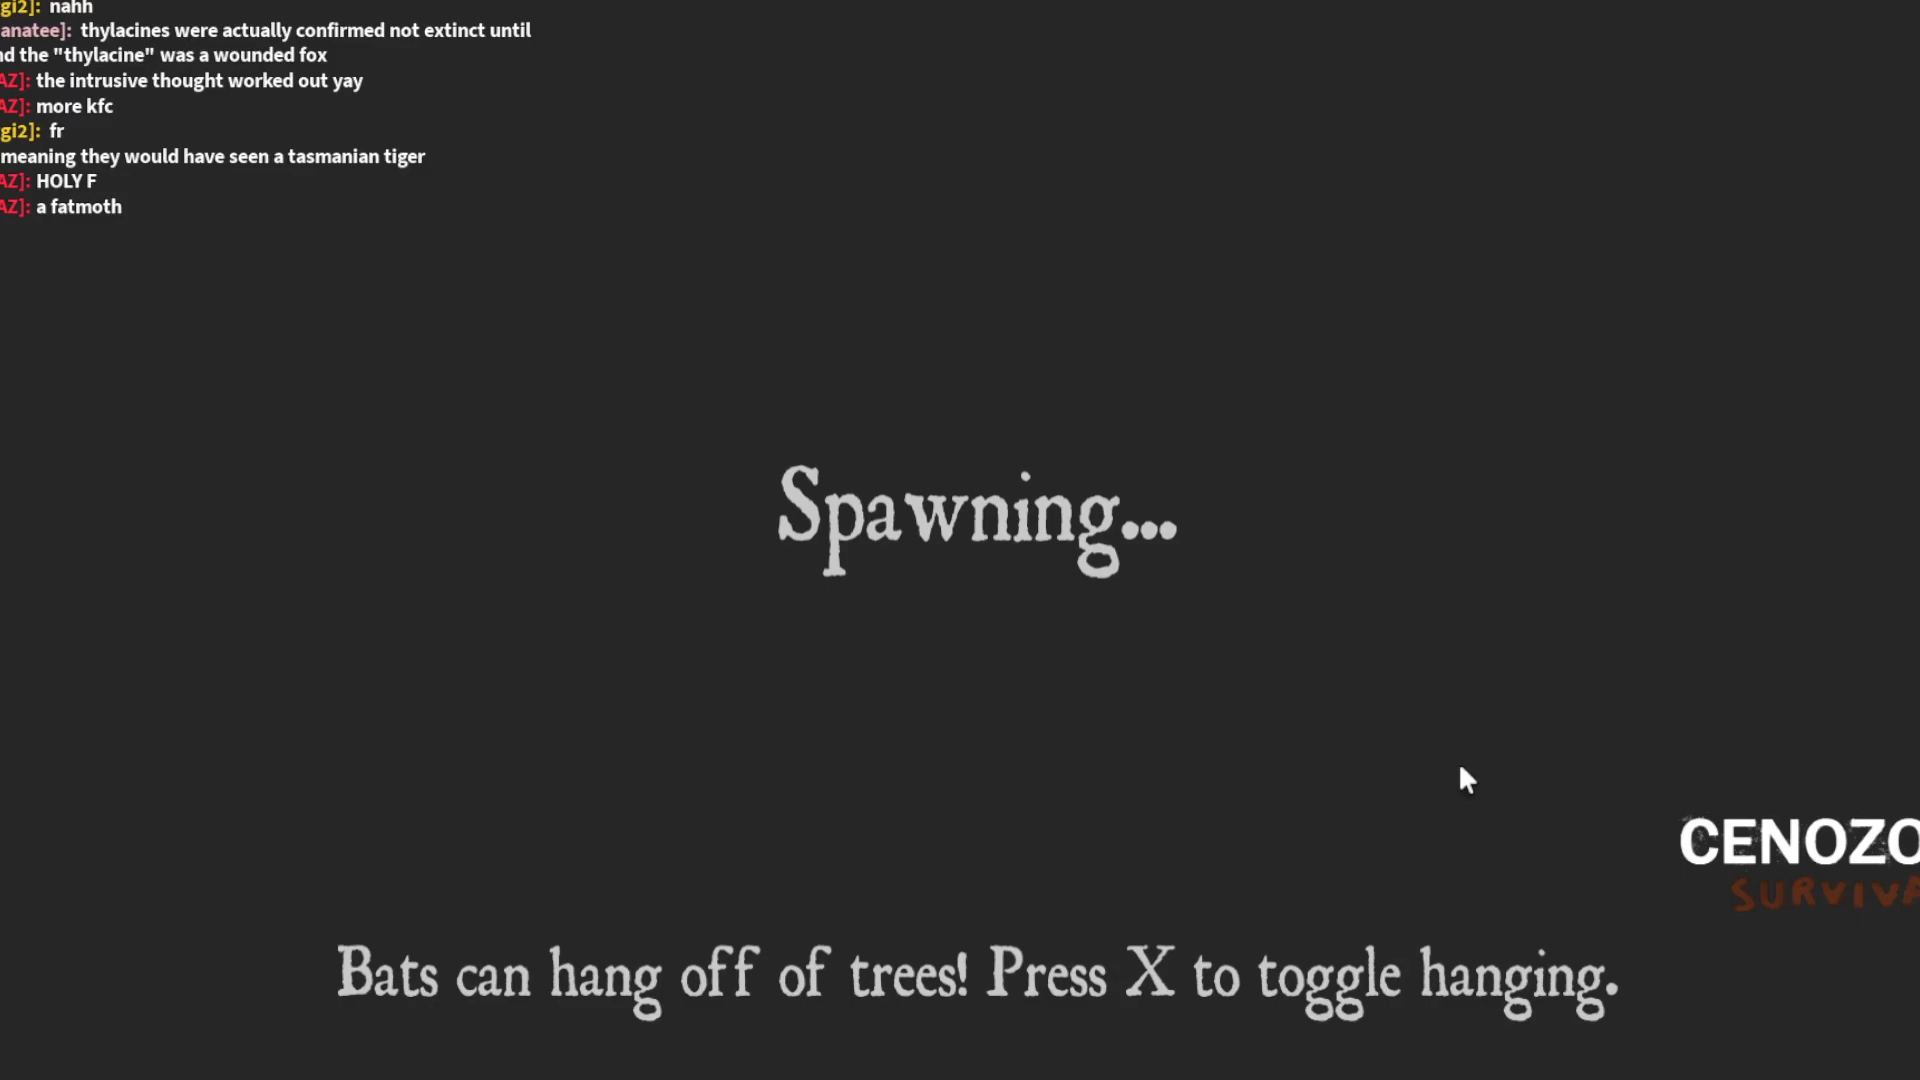 gi2]: nahh
anatee]: thylacines were actually confirmed not extinct until
nd the "thylacine" was a wounded fox
AZ]: the intrusive thought worked out yay
AZ]: more kfc
gi2]: fr
meaning they would have seen a tasmanian tiger
AZ]: HOLY F
AZ]: a fatmoth
Spawning...
CENOZO
SURVIVA
Bats can hang off of trees! Press X to toggle hanging.